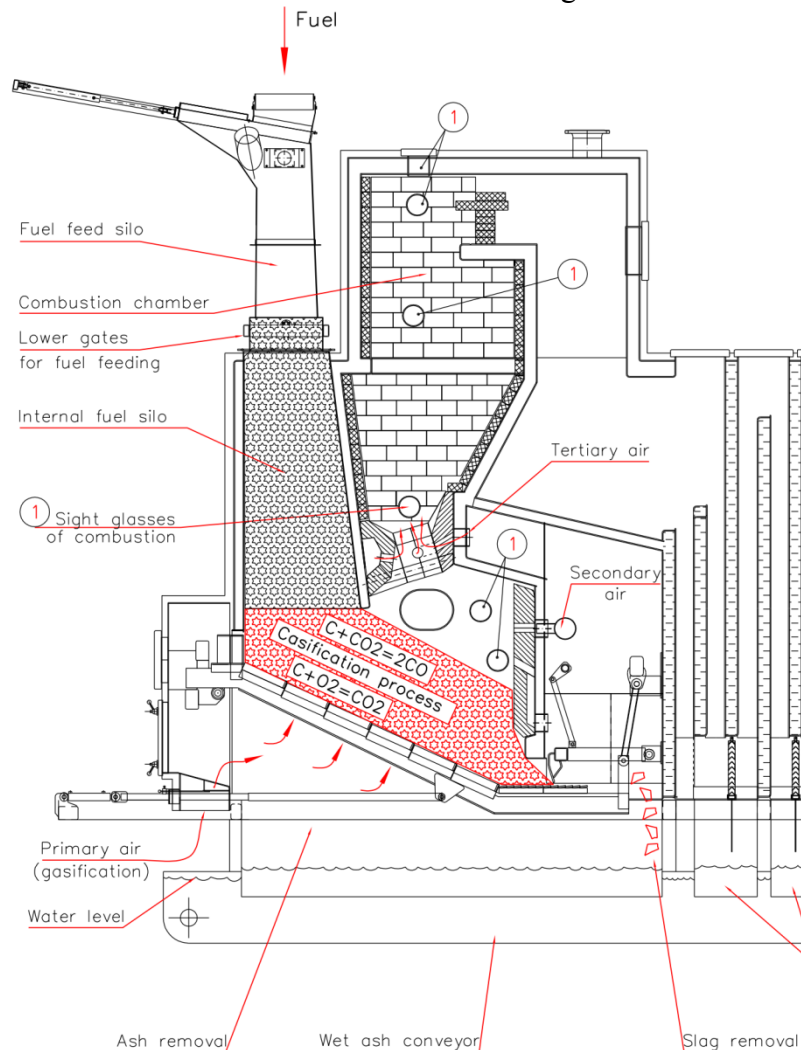 Fuel
1
Fuel feed silo
1
Combustion chamber
Lower gates
for fuel feeding
Internal fuel silo
Tertiary air
1 Sight glasses
of combustion
1
Secondary
air
C+CO2=2CO
Casification process
C+O2=CO2
Primary air
(gasification)
Water level
Ash removal
Wet ash conveyor
Slag removal